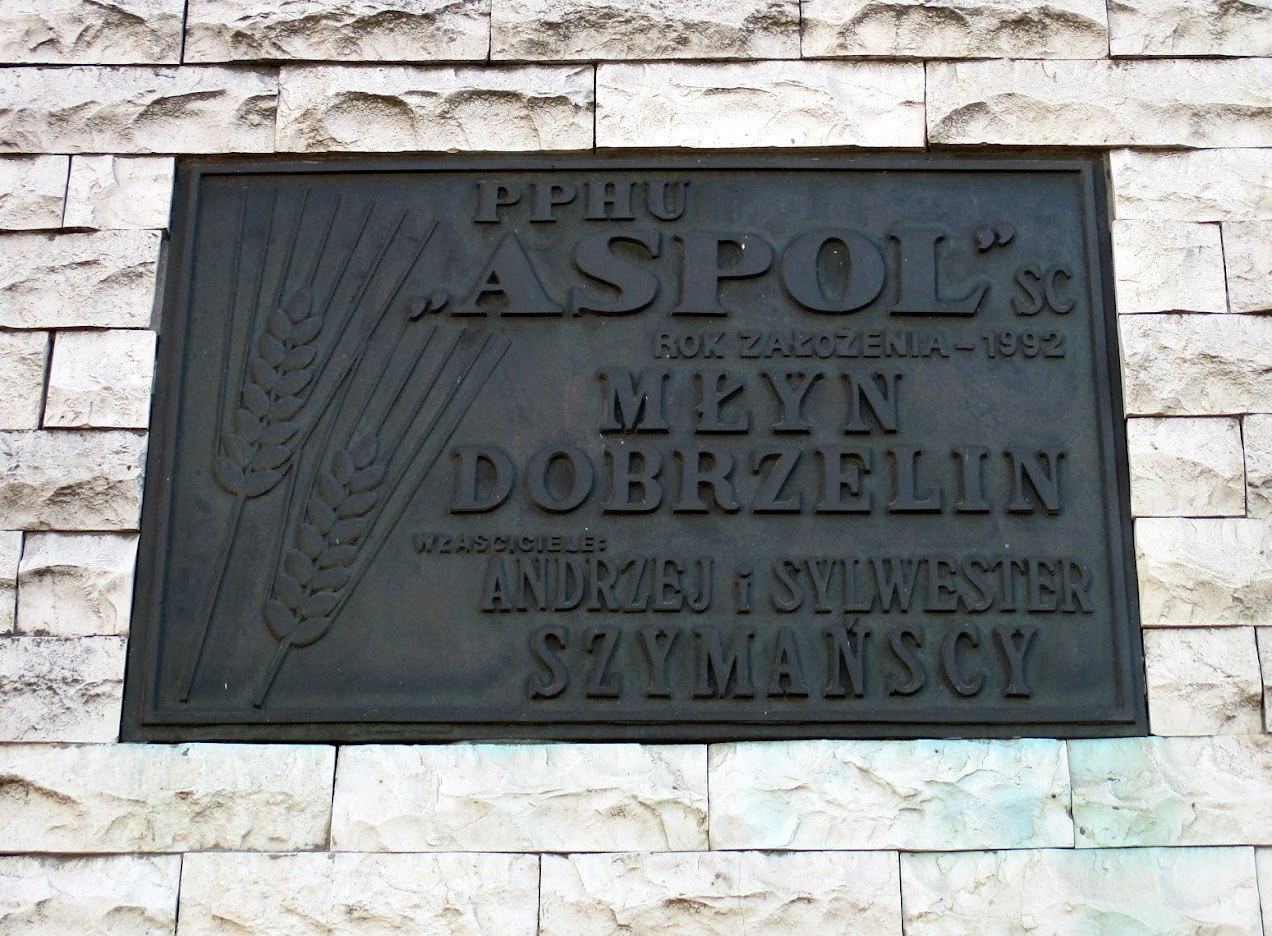 PPHU
„ASPOL” SC
ROK ZAŁOŻENIA – 1992
MŁYN
DOBRZELIN
WŁAŚCICIELE:
ANDRZEJ i SYLWESTER
SZYMAŃSCY